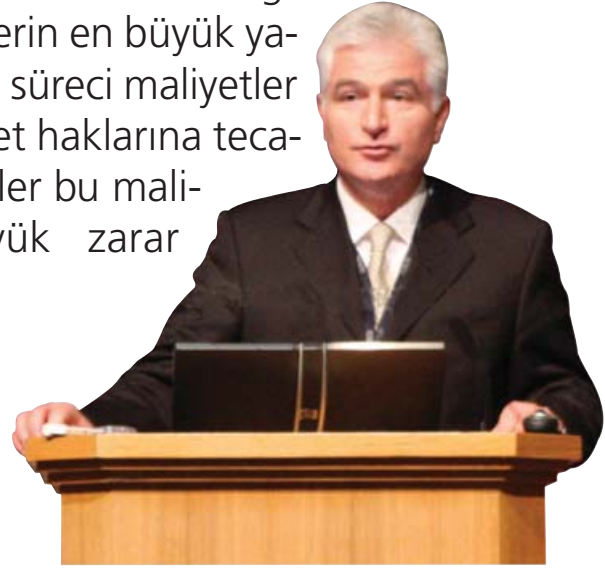 erin en büyük ya-
süreci maliyetler
et haklarına teca-
ler bu mali-
yük zarar